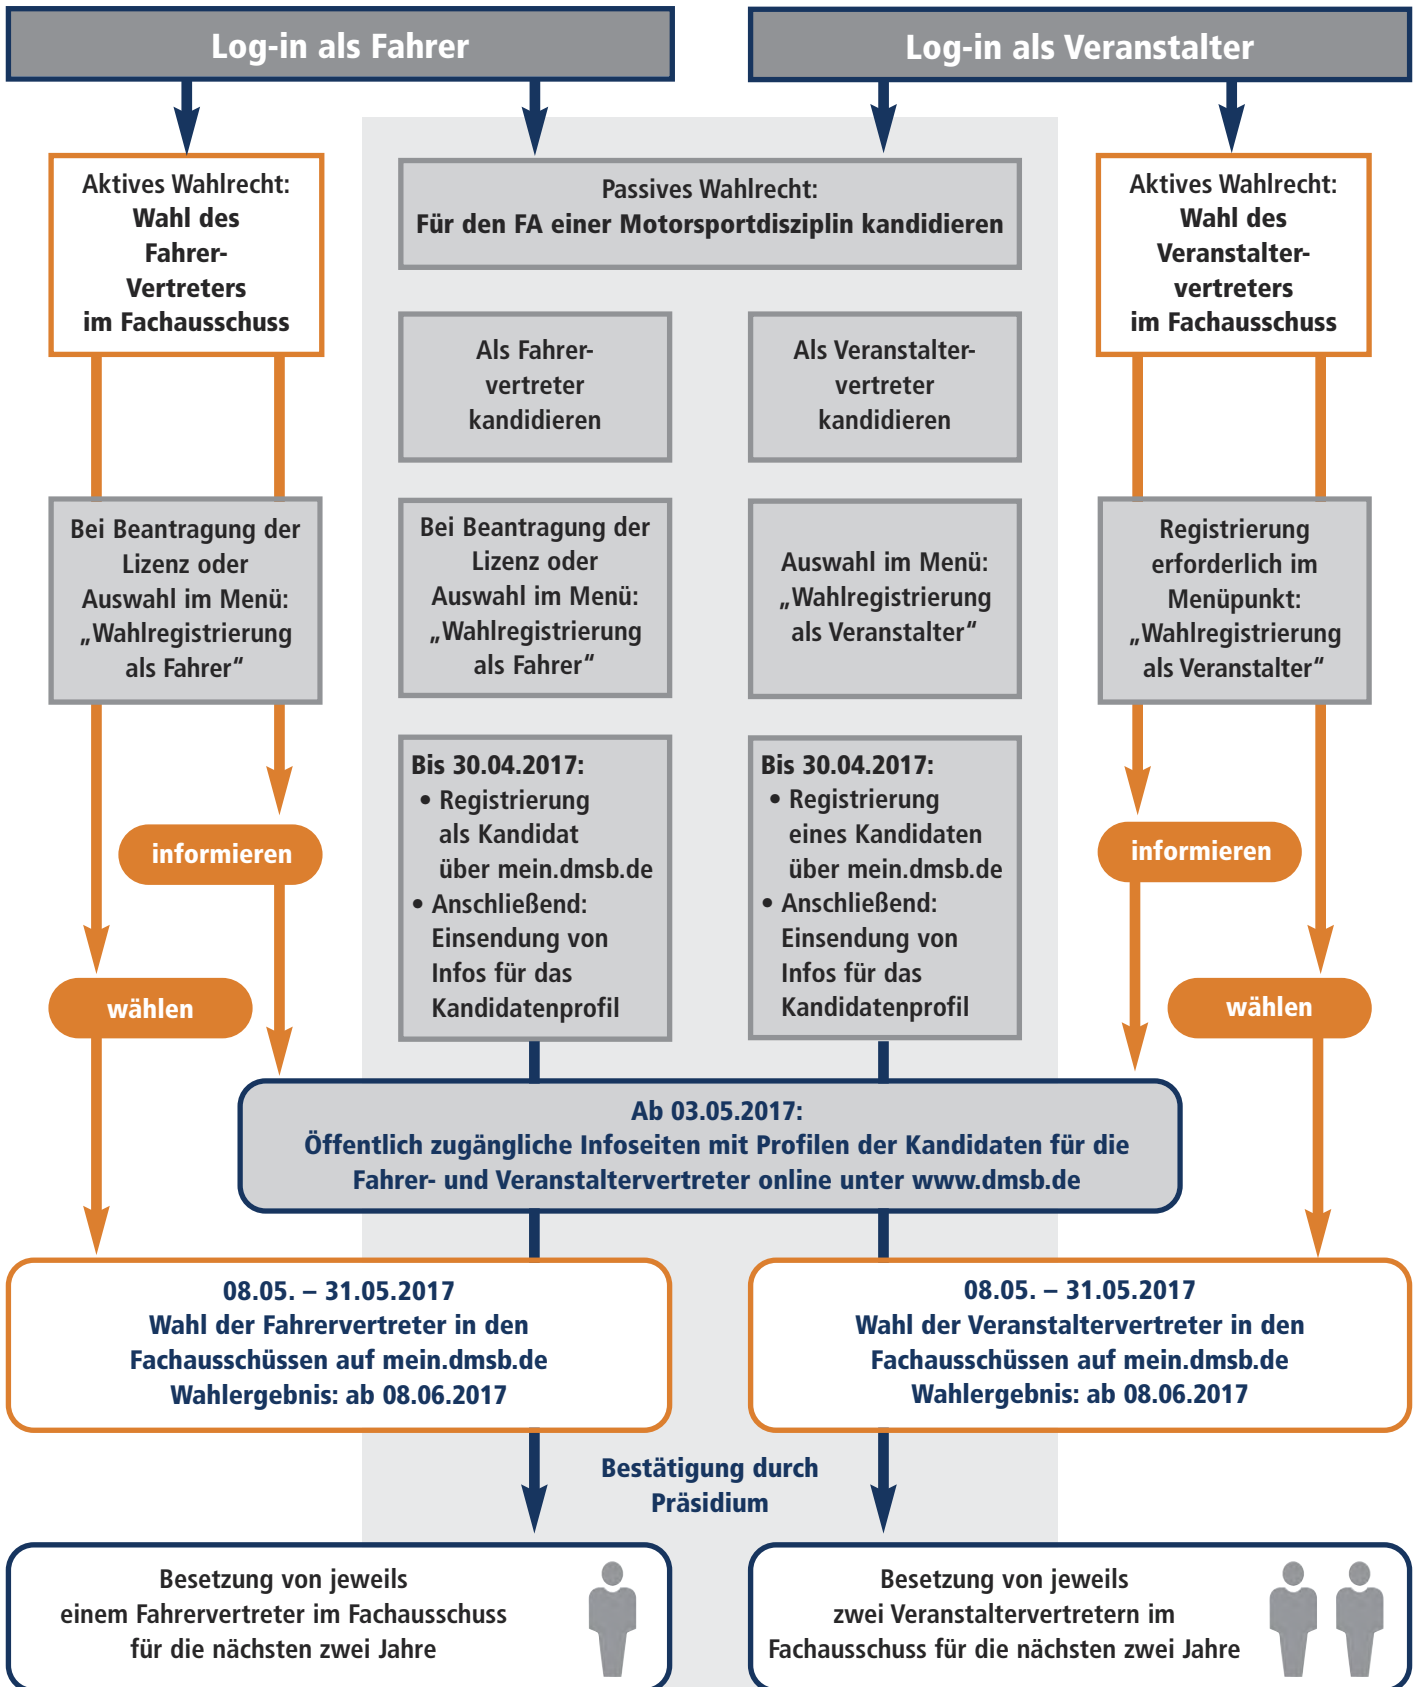 Log-in als Fahrer
Log-in als Veranstalter
Aktives Wahlrecht:
Wahl des
Fahrer-
Vertreters
im Fachausschuss
Passives Wahlrecht:
Für den FA einer Motorsportdisziplin kandidieren
Aktives Wahlrecht:
Wahl des
Veranstalter-
vertreters
im Fachausschuss
Als Fahrer-
vertreter
kandidieren
Als Veranstalter-
vertreter
kandidieren
Bei Beantragung der
Lizenz oder
Auswahl im Menü:
„Wahlregistrierung
als Fahrer“
Bei Beantragung der
Lizenz oder
Auswahl im Menü:
„Wahlregistrierung
als Fahrer“
Auswahl im Menü:
„Wahlregistrierung
als Veranstalter“
Registrierung
erforderlich im
Menüpunkt:
„Wahlregistrierung
als Veranstalter“
informieren
wählen
Bis 30.04.2017:
• Registrierung
als Kandidat
über mein.dmsb.de
• Anschließend:
Einsendung von
Infos für das
Kandidatenprofil
Bis 30.04.2017:
• Registrierung
eines Kandidaten
über mein.dmsb.de
• Anschließend:
Einsendung von
Infos für das
Kandidatenprofil
informieren
wählen
Ab 03.05.2017:
Öffentlich zugängliche Infoseiten mit Profilen der Kandidaten für die
Fahrer- und Veranstaltervertreter online unter www.dmsb.de
08.05. – 31.05.2017
Wahl der Fahrervertreter in den
Fachausschüssen auf mein.dmsb.de
Wahlergebnis: ab 08.06.2017
08.05. – 31.05.2017
Wahl der Veranstaltervertreter in den
Fachausschüssen auf mein.dmsb.de
Wahlergebnis: ab 08.06.2017
Bestätigung durch
Präsidium
Besetzung von jeweils
einem Fahrervertreter im Fachausschuss
für die nächsten zwei Jahre
Besetzung von jeweils
zwei Veranstaltervertretern im
Fachausschuss für die nächsten zwei Jahre